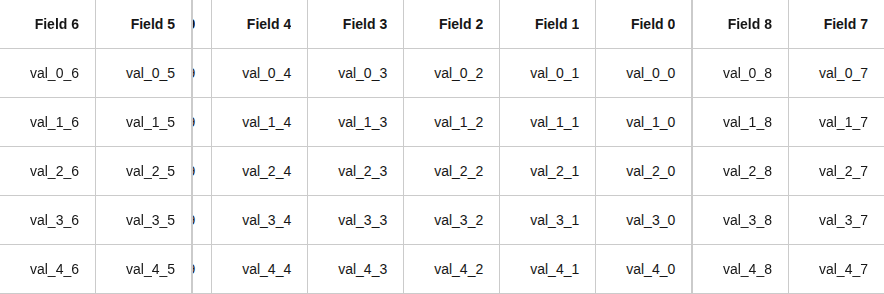 Field 6 Field 5 Field 4 Field 3 Field 2 Field 1 Field 0 Field 8 Field 7
val_0_6 val_0_5 val_0_4 val_0_3 val_0_2 val_0_1 val_0_0 val_0_8 val_0_7
val_1_6 val_1_5 val_1_4 val_1_3 val_1_2 val_1_1 val_1_0 val_1_8 val_1_7
val_2_6 val_2_5 val_2_4 val_2_3 val_2_2 val_2_1 val_2_0 val_2_8 val_2_7
val_3_6 val_3_5 val_3_4 val_3_3 val_3_2 val_3_1 val_3_0 val_3_8 val_3_7
val_4_6 val_4_5 val_4_4 val_4_3 val_4_2 val_4_1 val_4_0 val_4_8 val_4_7